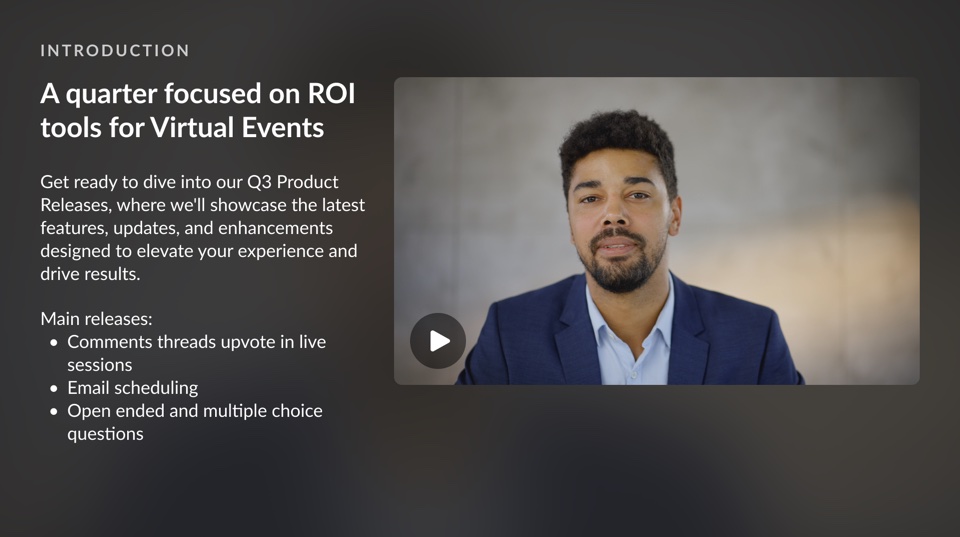 INTRODUCTION
A quarter focused on ROI
tools for Virtual Events
Get ready to dive into our Q3 Product
Releases, where we'll showcase the latest
features, updates, and enhancements
designed to elevate your experience and
drive results.
Main releases:
• Comments threads upvote in live
sessions
• Email scheduling
• Open ended and multiple choice
questions